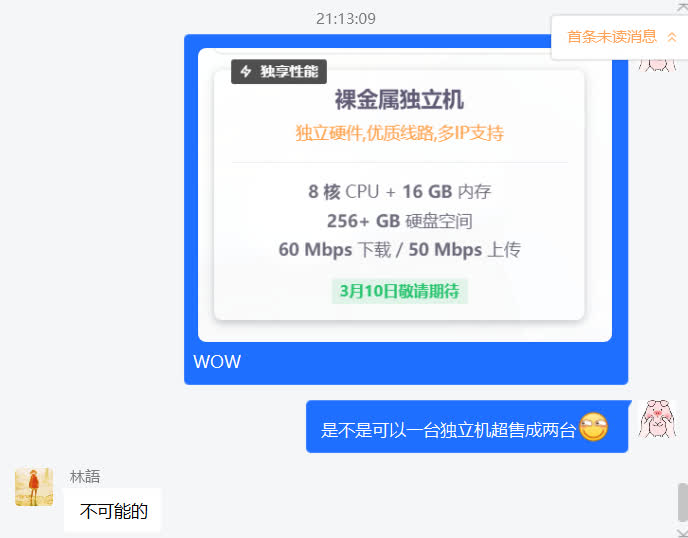 21:13:09
首条未读消息
独享性能
裸金属独立机
独立硬件,优质线路,多IP支持
8 核 CPU + 16 GB 内存
256+ GB 硬盘空间
60 Mbps 下载 / 50 Mbps 上传
3月10日敬请期待
WOW
是不是可以一台独立机超售成两台
林語
不可能的